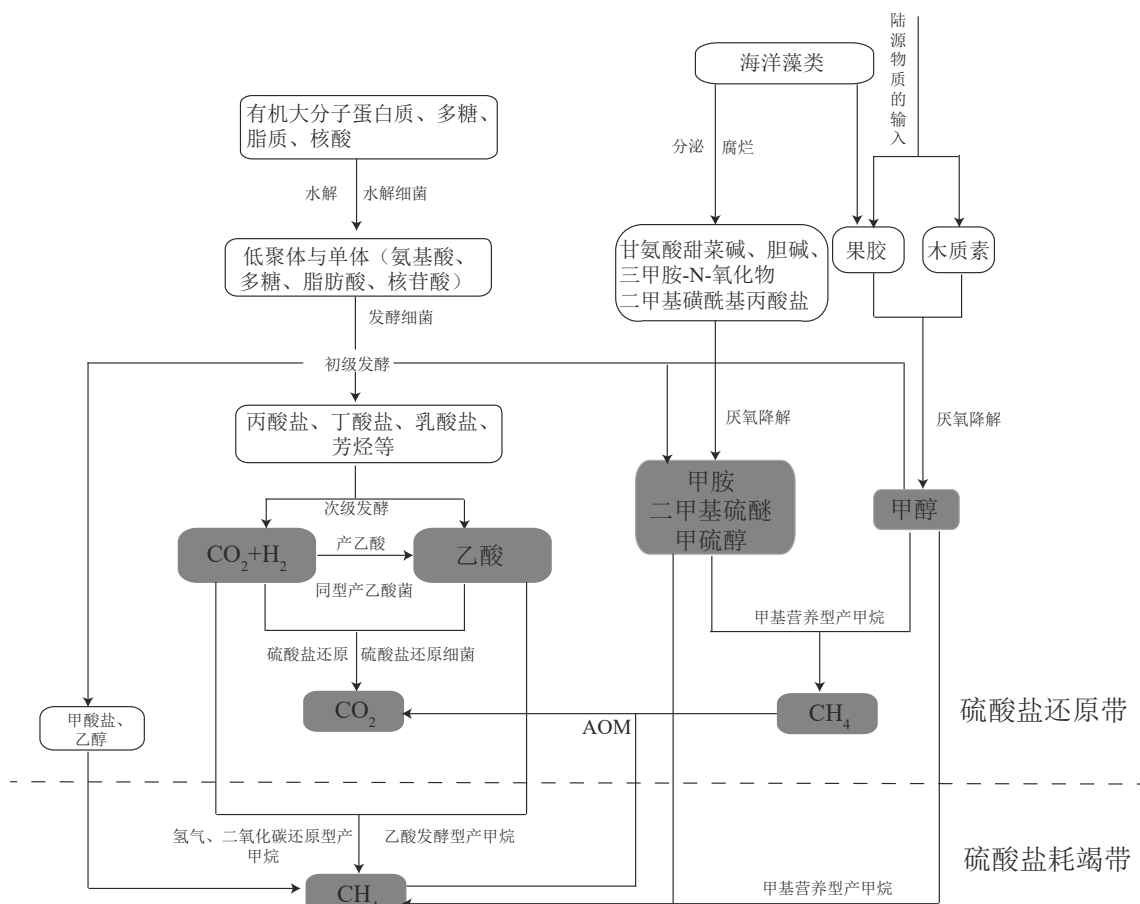 陆源物质的输入
海洋藻类
有机大分子蛋白质、多糖、
脂质、核酸
分泌
腐烂
水解
水解细菌
甘氨酸甜菜碱、胆碱、
三甲胺-N-氧化物
二甲基磺酰基丙酸盐
果胶
木质素
低聚体与单体（氨基酸、
多糖、脂肪酸、核苷酸）
发酵细菌
初级发酵
丙酸盐、丁酸盐、乳酸盐、
芳烃等
厌氧降解
厌氧降解
甲胺
二甲基硫醚
甲硫醇
甲醇
次级发酵
CO₂+H₂
产乙酸
乙酸
同型产乙酸菌
甲基营养型产甲烷
硫酸盐还原
硫酸盐还原细菌
CO₂
CH₄
硫酸盐还原带
甲酸盐、
乙醇
AOM
氢气、二氧化碳还原型产
甲烷
乙酸发酵型产甲烷
硫酸盐耗竭带
CH₄
甲基营养型产甲烷